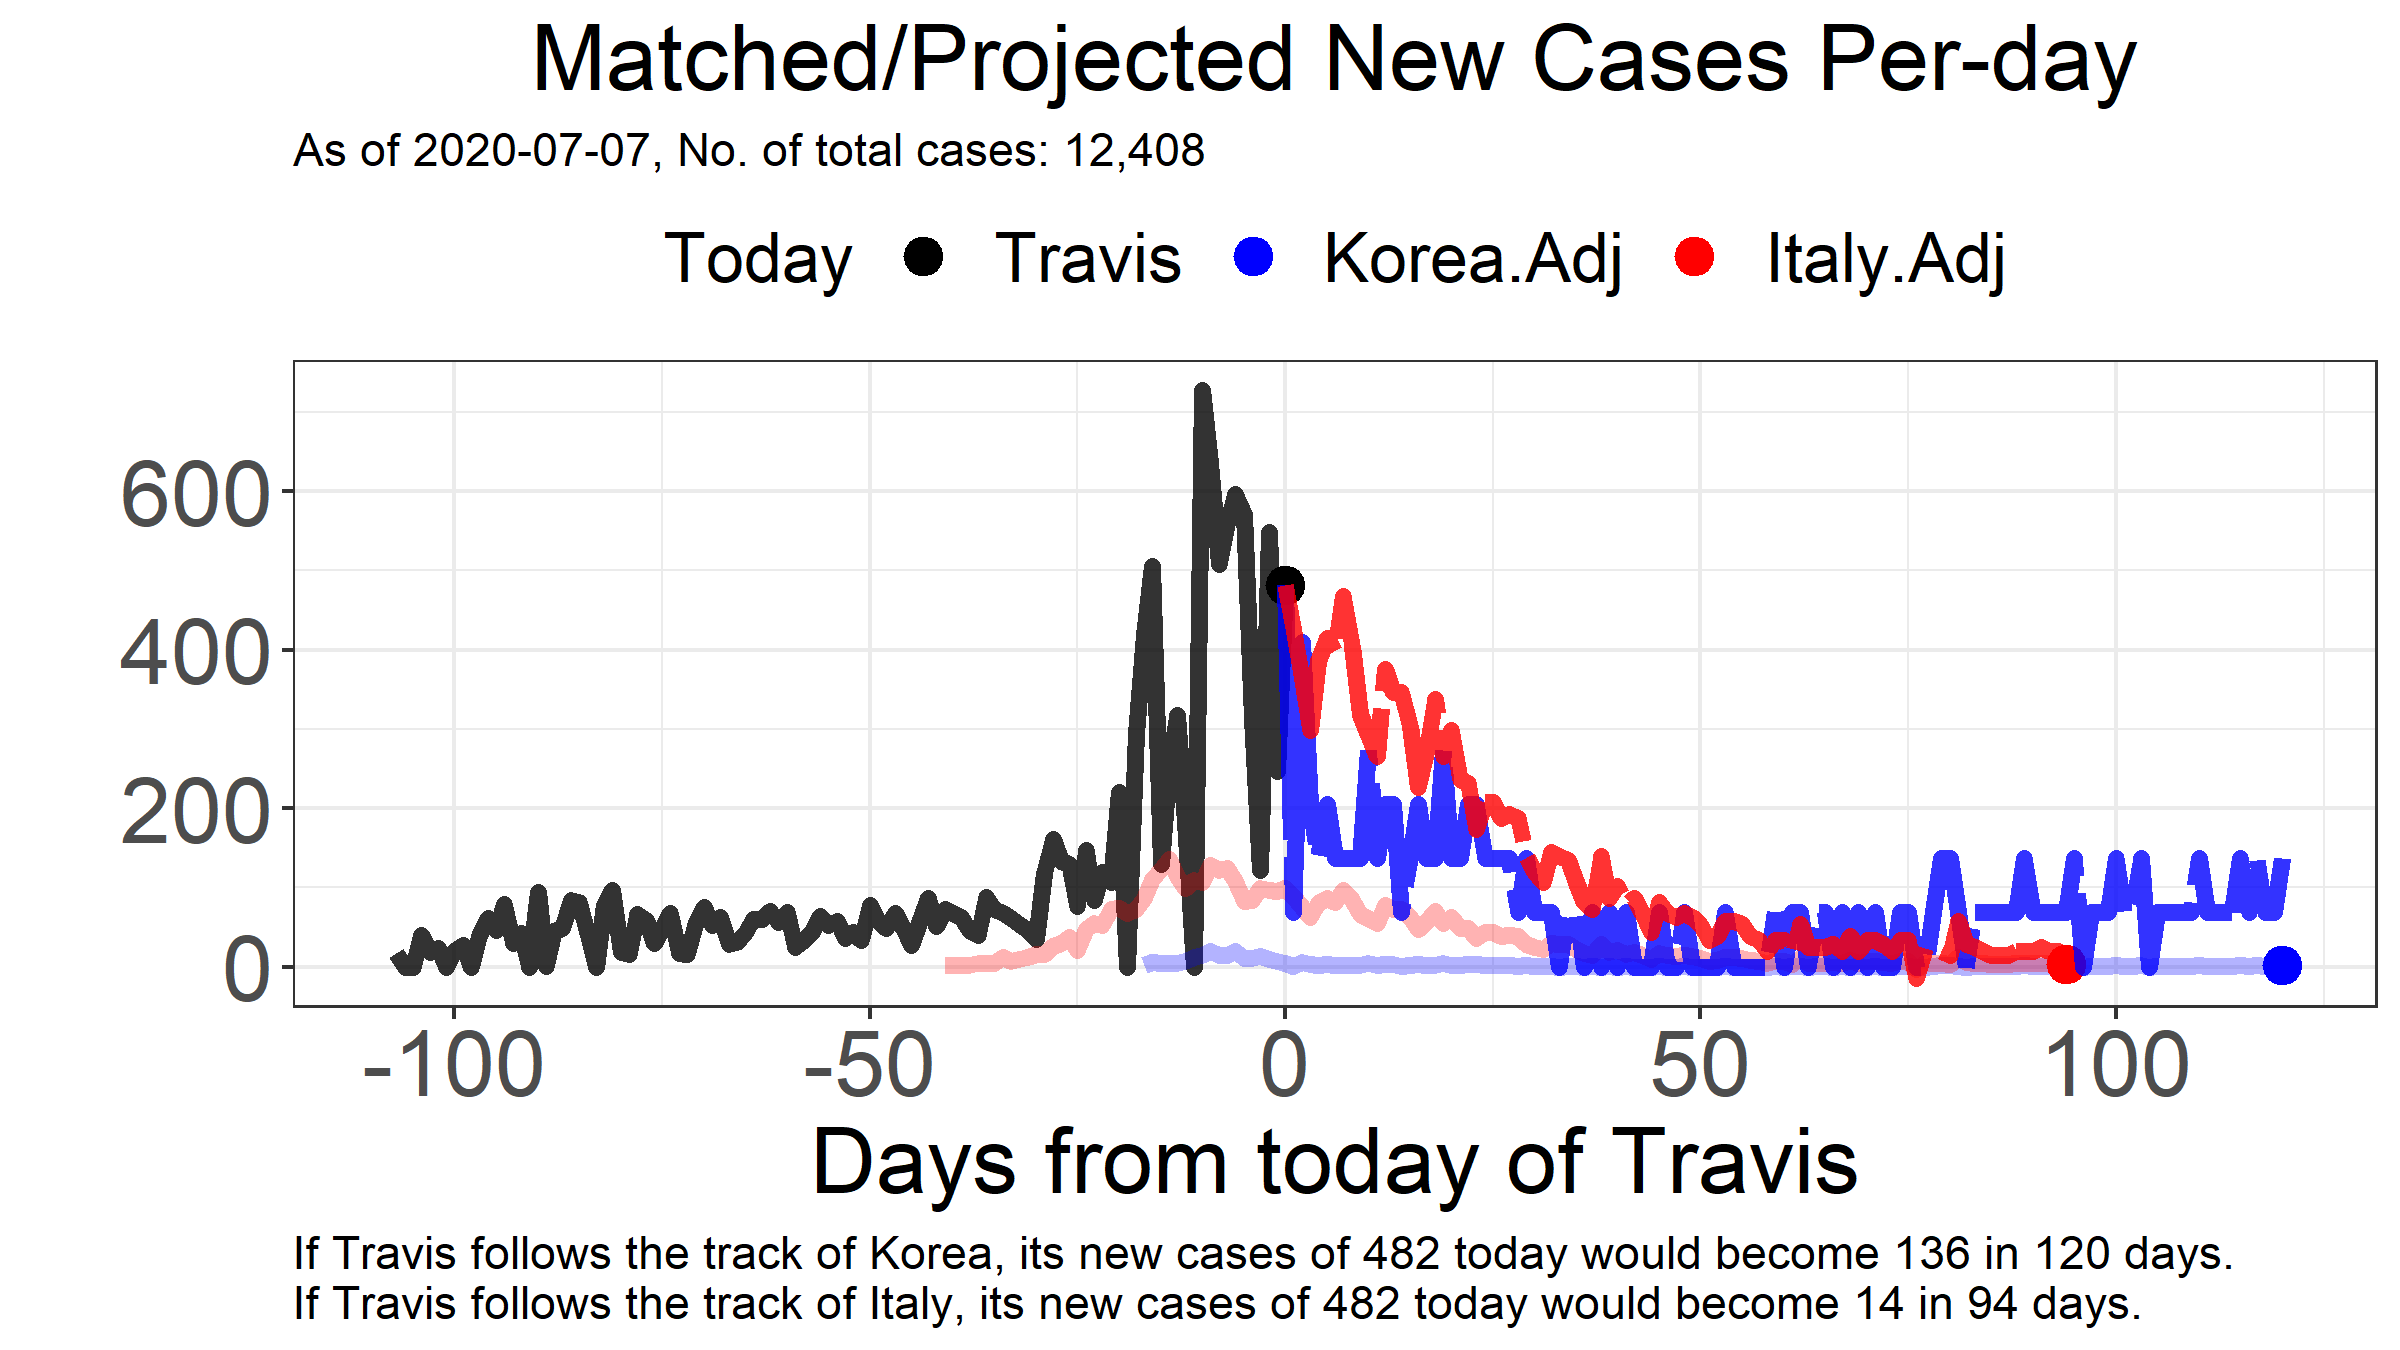 Matched/Projected New Cases Per-day
As of 2020-07-07, No. of total cases: 12,408
Today Travis Korea.Adj Italy.Adj
600
400
200
0
-100 -50 0 50 100
Days from today of Travis
If Travis follows the track of Korea, its new cases of 482 today would become 136 in 120 days.
If Travis follows the track of Italy, its new cases of 482 today would become 14 in 94 days.